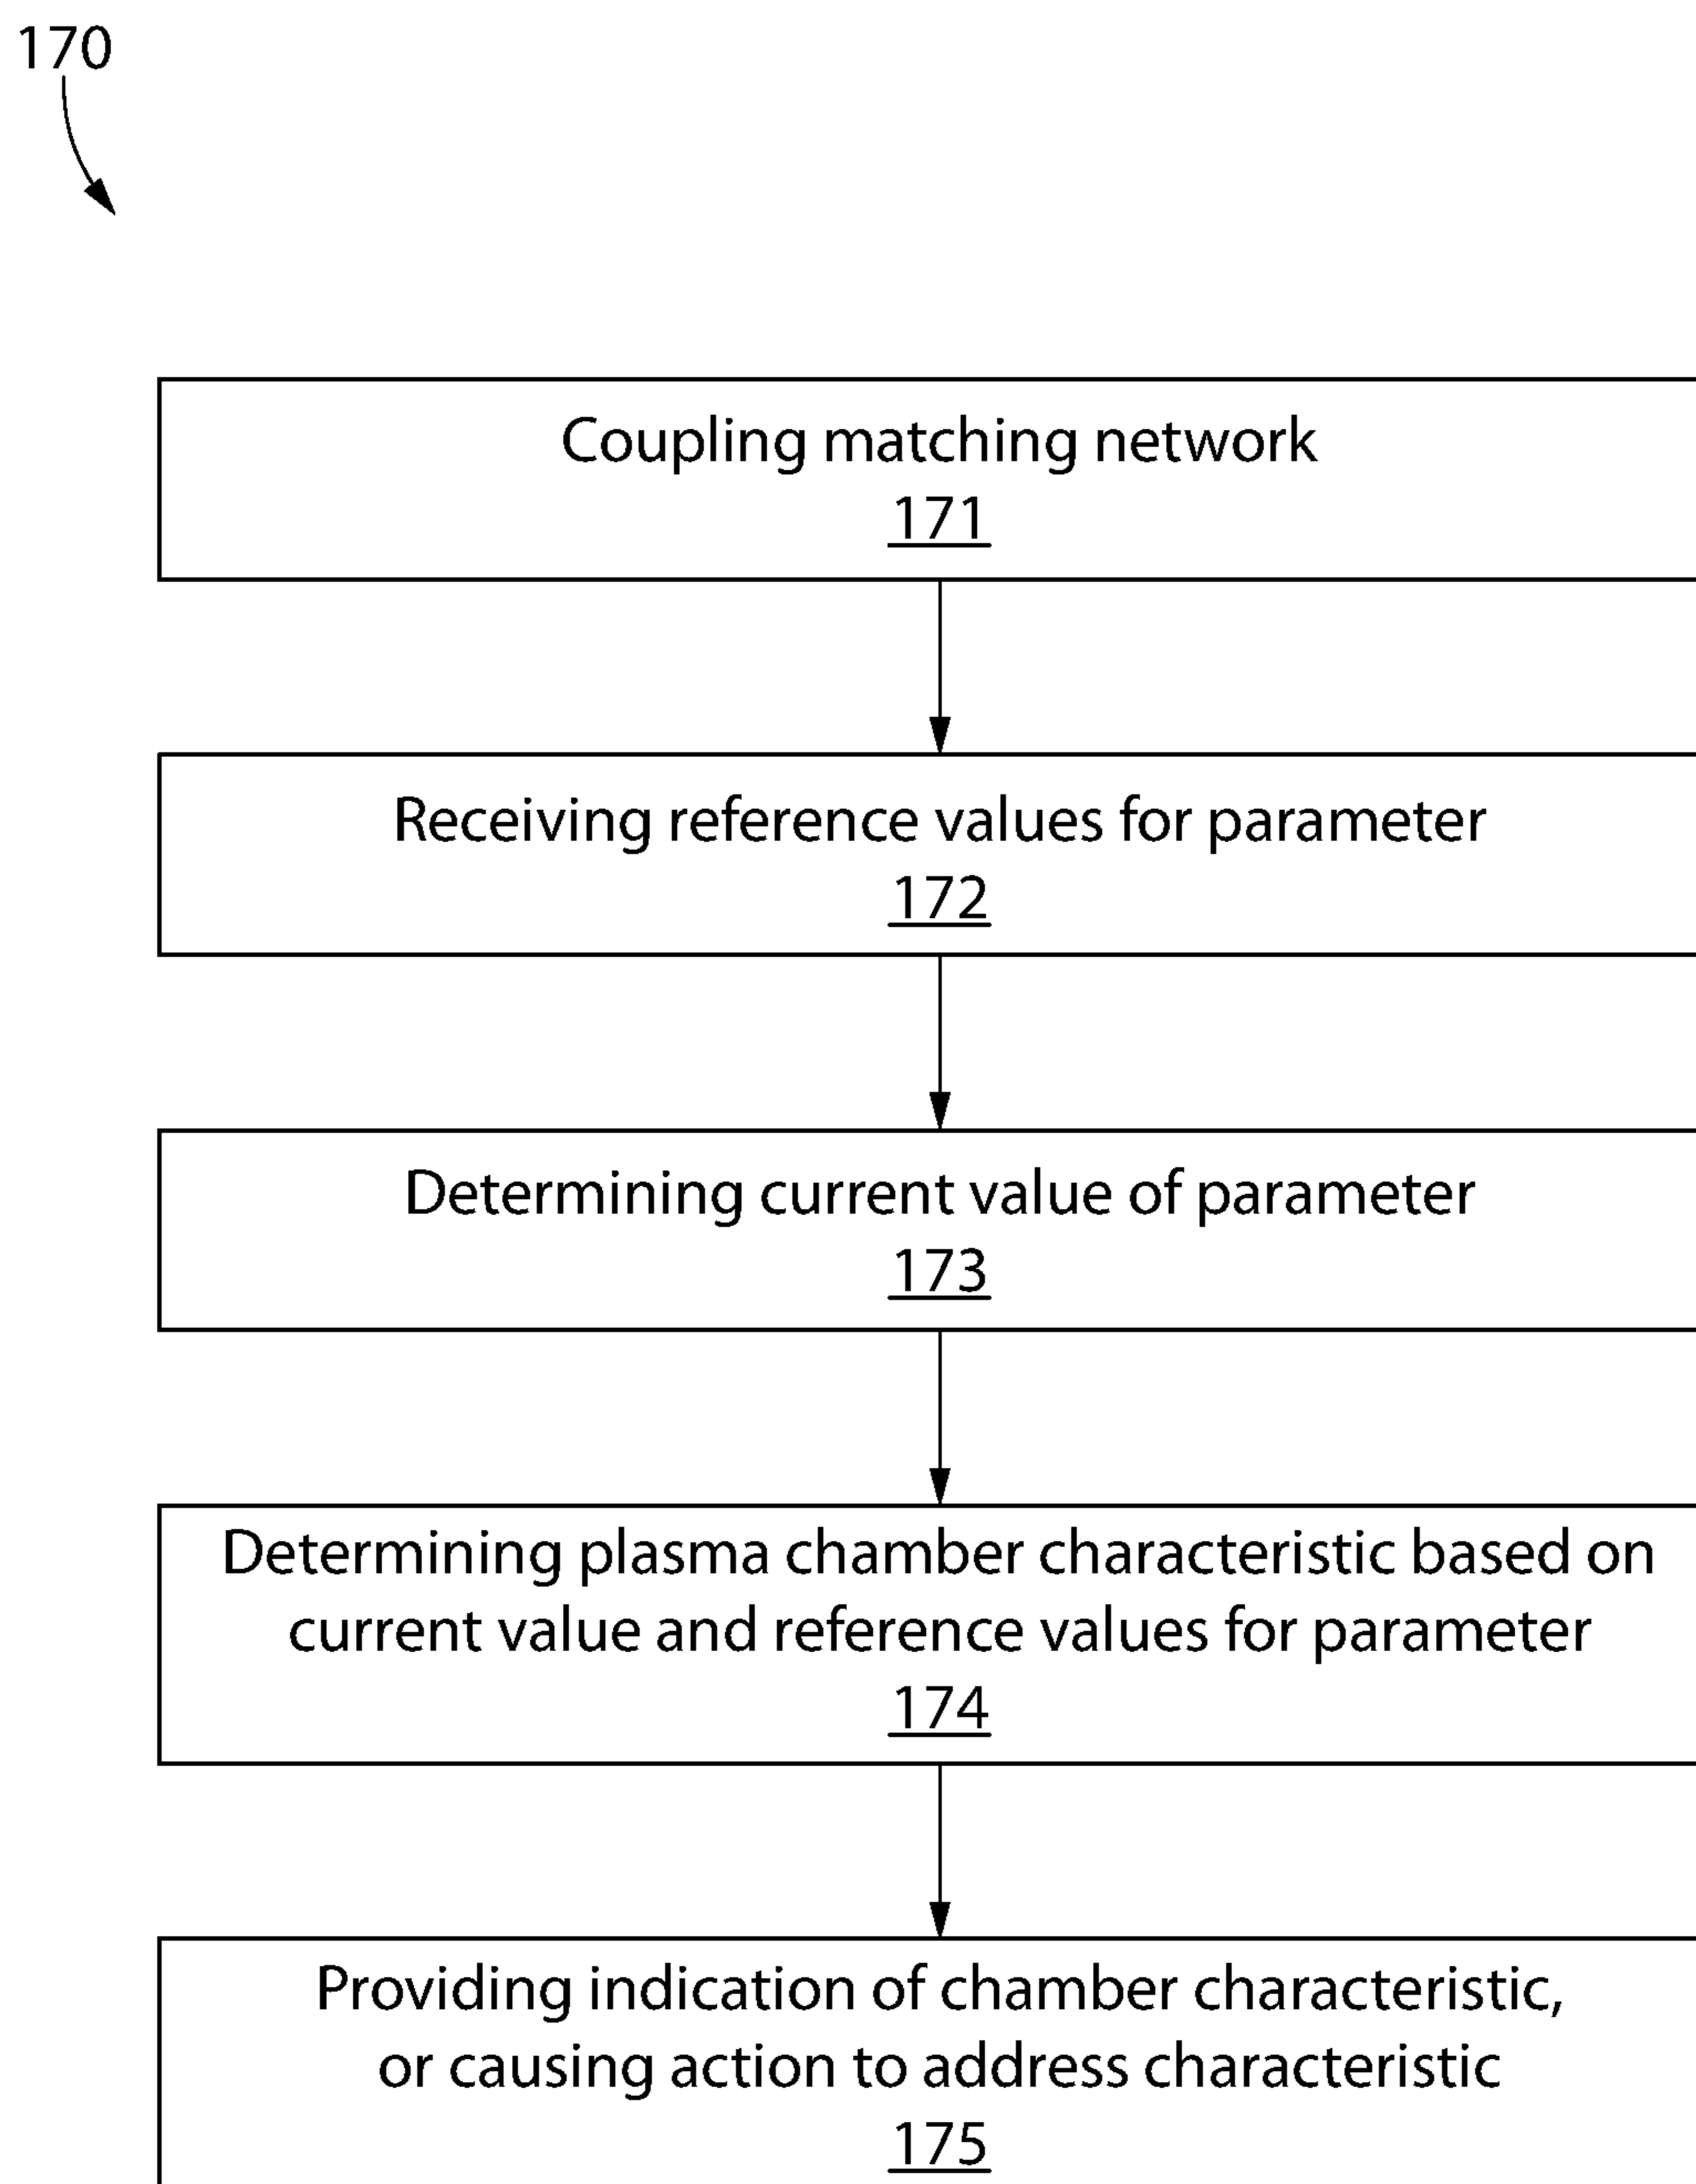 170
Coupling matching network
171
Receiving reference values for parameter
172
Determining current value of parameter
173
Determining plasma chamber characteristic based on
current value and reference values for parameter
174
Providing indication of chamber characteristic,
or causing action to address characteristic
175